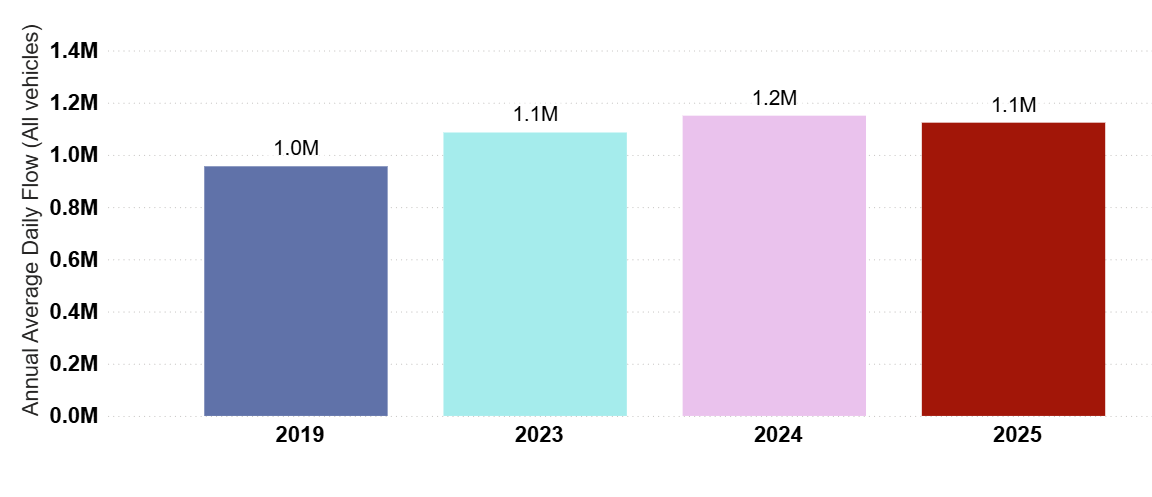 Annual Average Daily Flow (All vehicles)
1.4M
1.2M
1.0M
0.8M
0.6M
0.4M
0.2M
0.0M
1.0M
1.1M
1.2M
1.1M
2019
2023
2024
2025